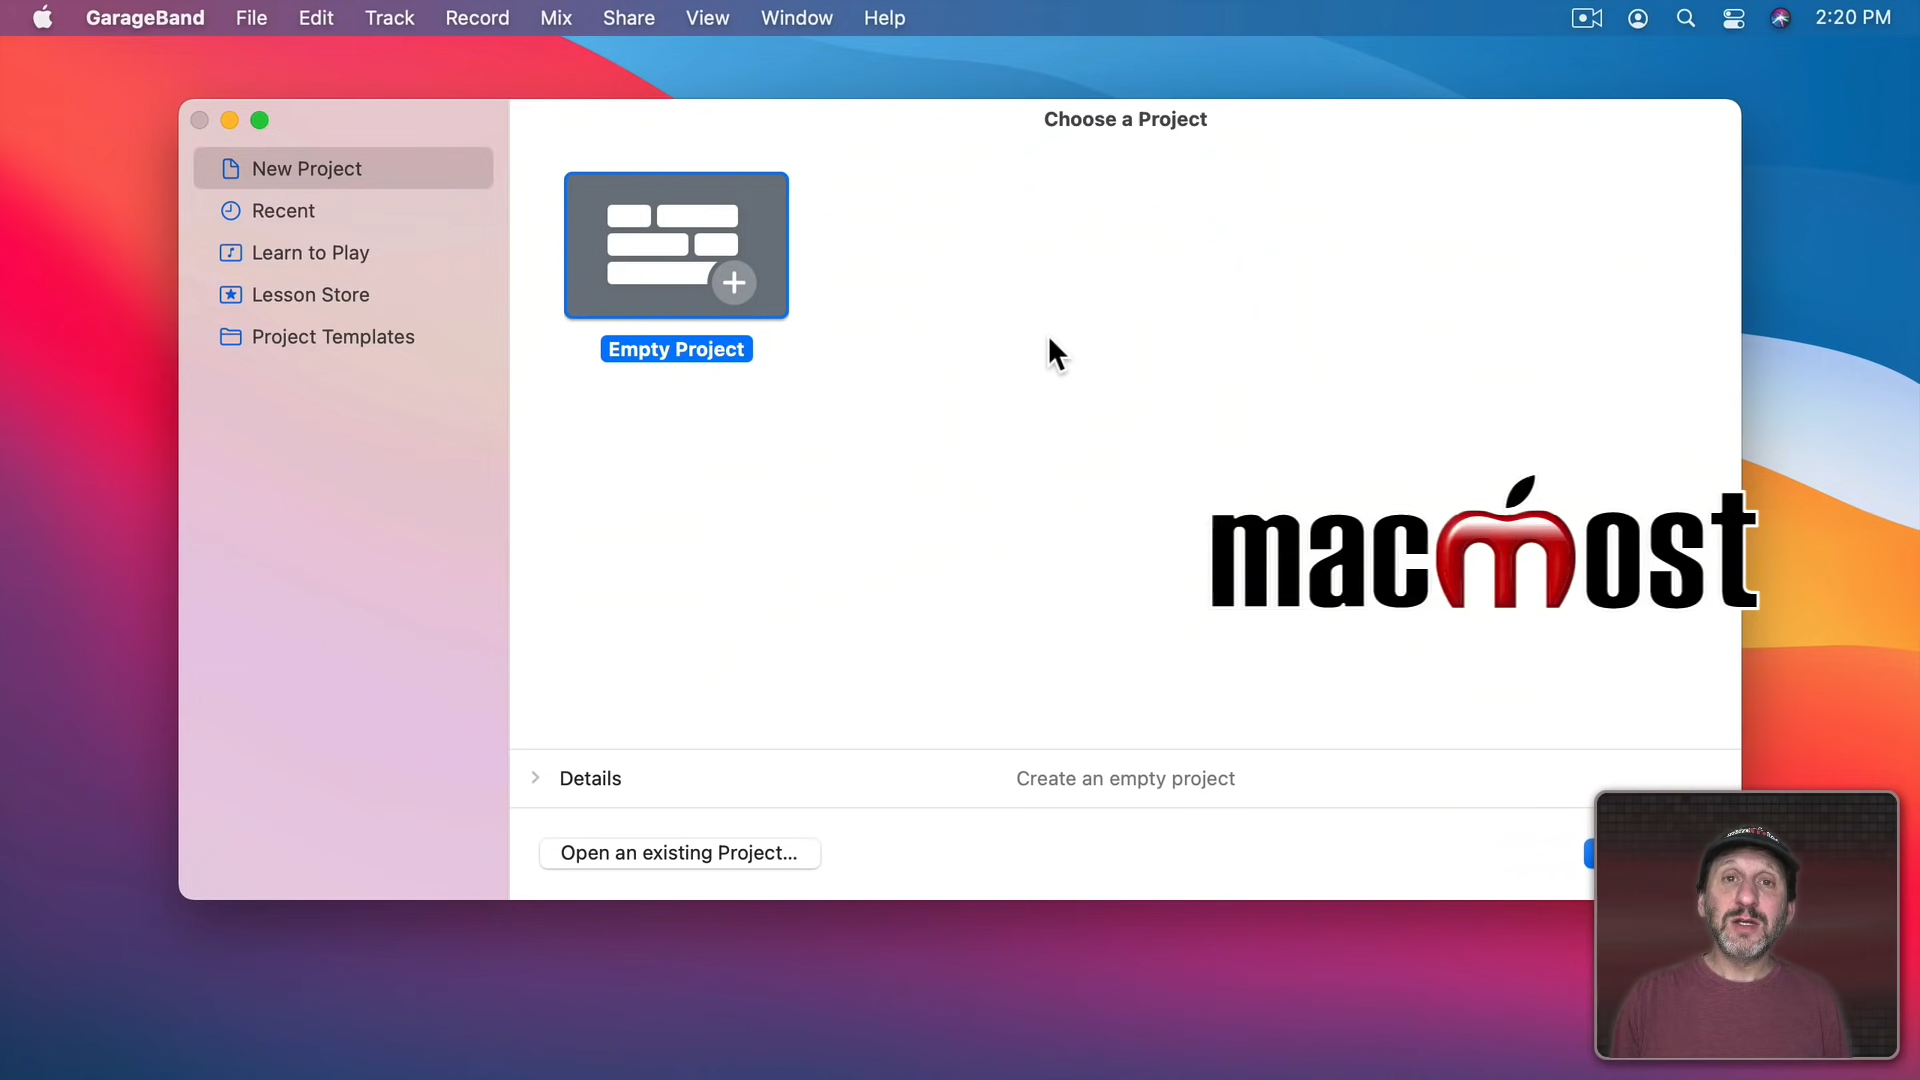 GarageBand File Edit Track Record Mix Share View Window Help 2:20 PM
Choose a Project
New Project
Recent
Learn to Play
Lesson Store
Project Templates
Empty Project
macmost
Details
Create an empty project
Open an existing Project...